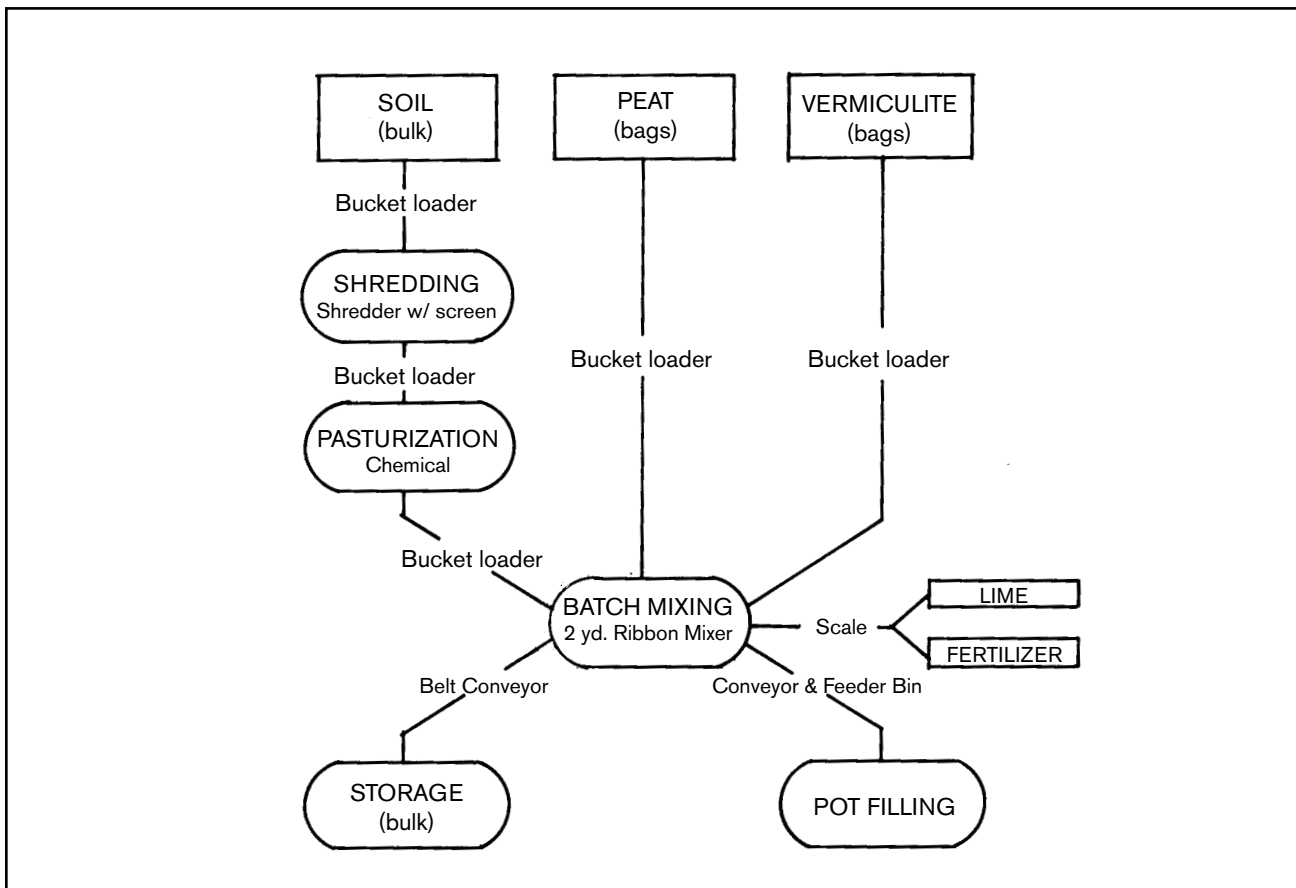 SOIL
(bulk)
PEAT
(bags)
VERMICULITE
(bags)
Bucket loader
SHREDDING
Shredder w/ screen
Bucket loader
Bucket loader
Bucket loader
PASTURIZATION
Chemical
Bucket loader
BATCH MIXING
2 yd. Ribbon Mixer
Scale
LIME
FERTILIZER
Belt Conveyor
Conveyor & Feeder Bin
STORAGE
(bulk)
POT FILLING